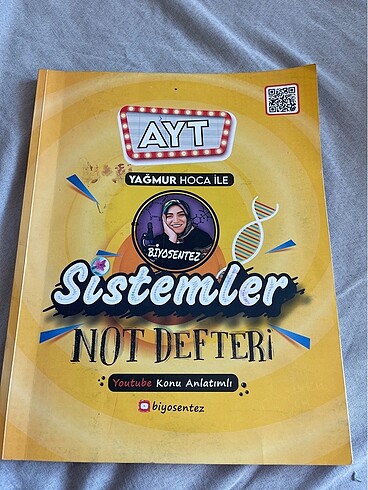 AYT
YAĞMUR HOCA İLE
BİYOSENTEZ
Sistemler
NOT DEFTERİ
Youtube Konu Anlatımlı
biyosentez